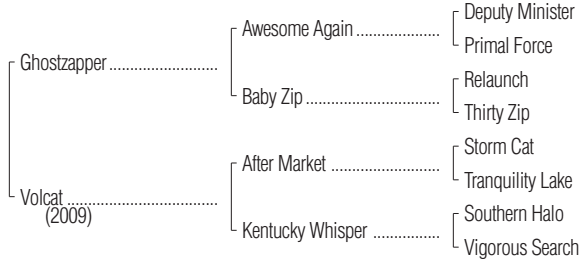 Deputy Minister
Awesome Again
Primal Force
Ghostzapper
Relaunch
Baby Zip
Thirty Zip
Storm Cat
After Market
Tranquility Lake
Volcat
(2009)
Southern Halo
Kentucky Whisper
Vigorous Search